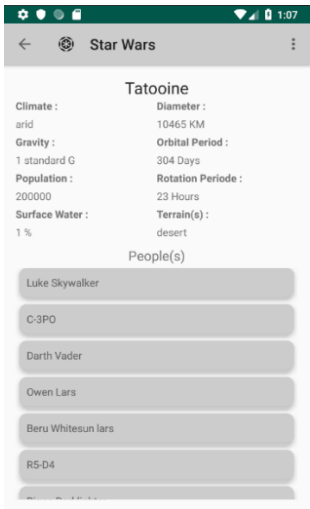 1:07
Star Wars
Tatooine
Climate : Diameter :
arid 10465 KM
Gravity : Orbital Period :
1 standard G 304 Days
Population : Rotation Periode :
200000 23 Hours
Surface Water : Terrain(s) :
1 % desert
People(s)
Luke Skywalker
C-3PO
Darth Vader
Owen Lars
Beru Whitesun lars
R5-D4